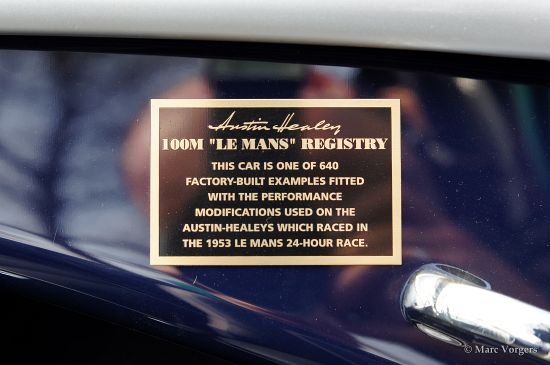 Austin Healey
100M "LE MANS" REGISTRY
THIS CAR IS ONE OF 640
FACTORY-BUILT EXAMPLES FITTED
WITH THE PERFORMANCE
MODIFICATIONS USED ON THE
AUSTIN-HEALEYS WHICH RACED IN
THE 1953 LE MANS 24-HOUR RACE.
© Marc Vorgers